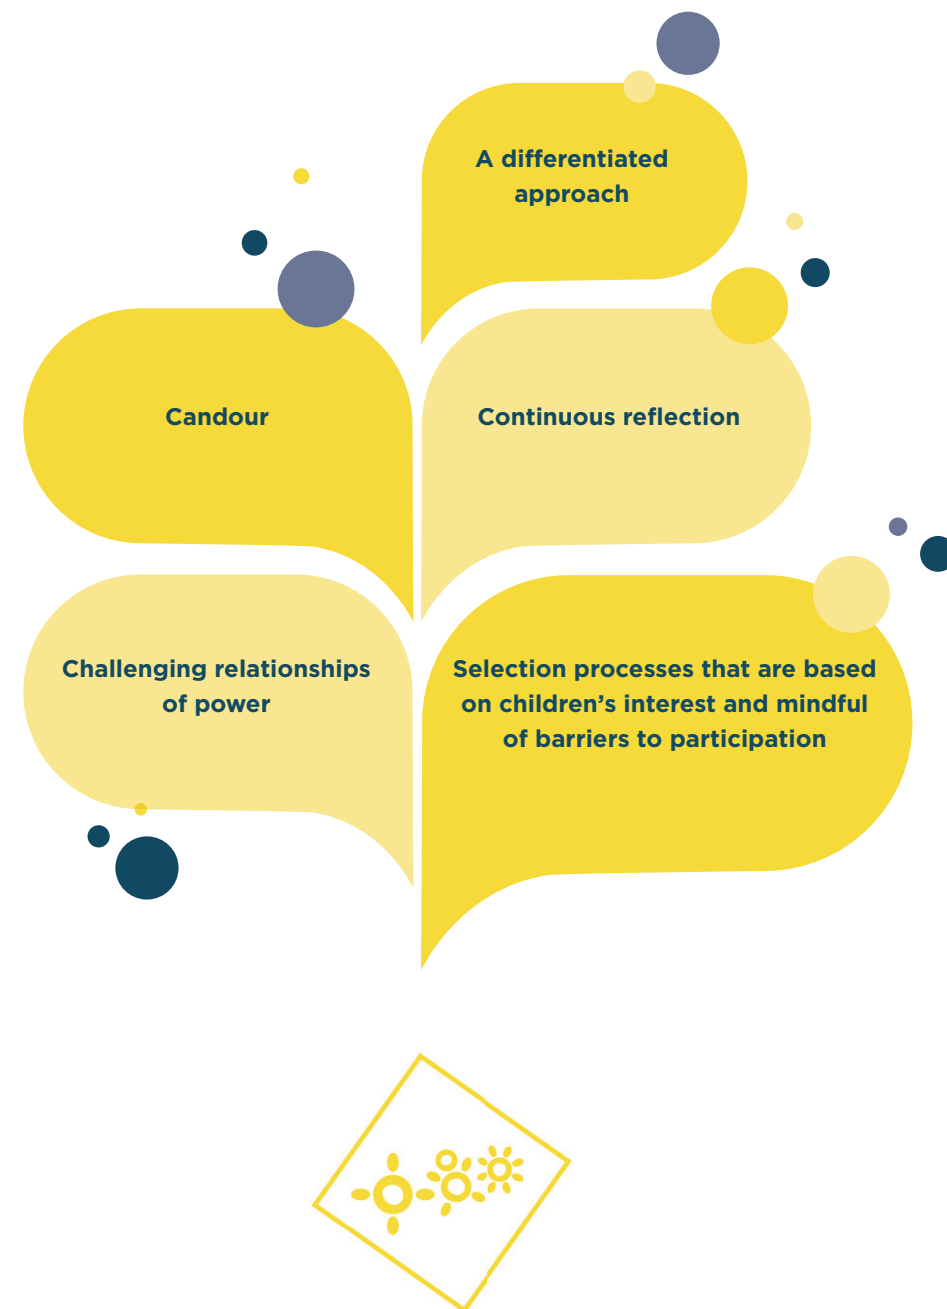 A differentiated
approach
Candour
Continuous reflection
Challenging relationships
of power
Selection processes that are based
on children’s interest and mindful
of barriers to participation